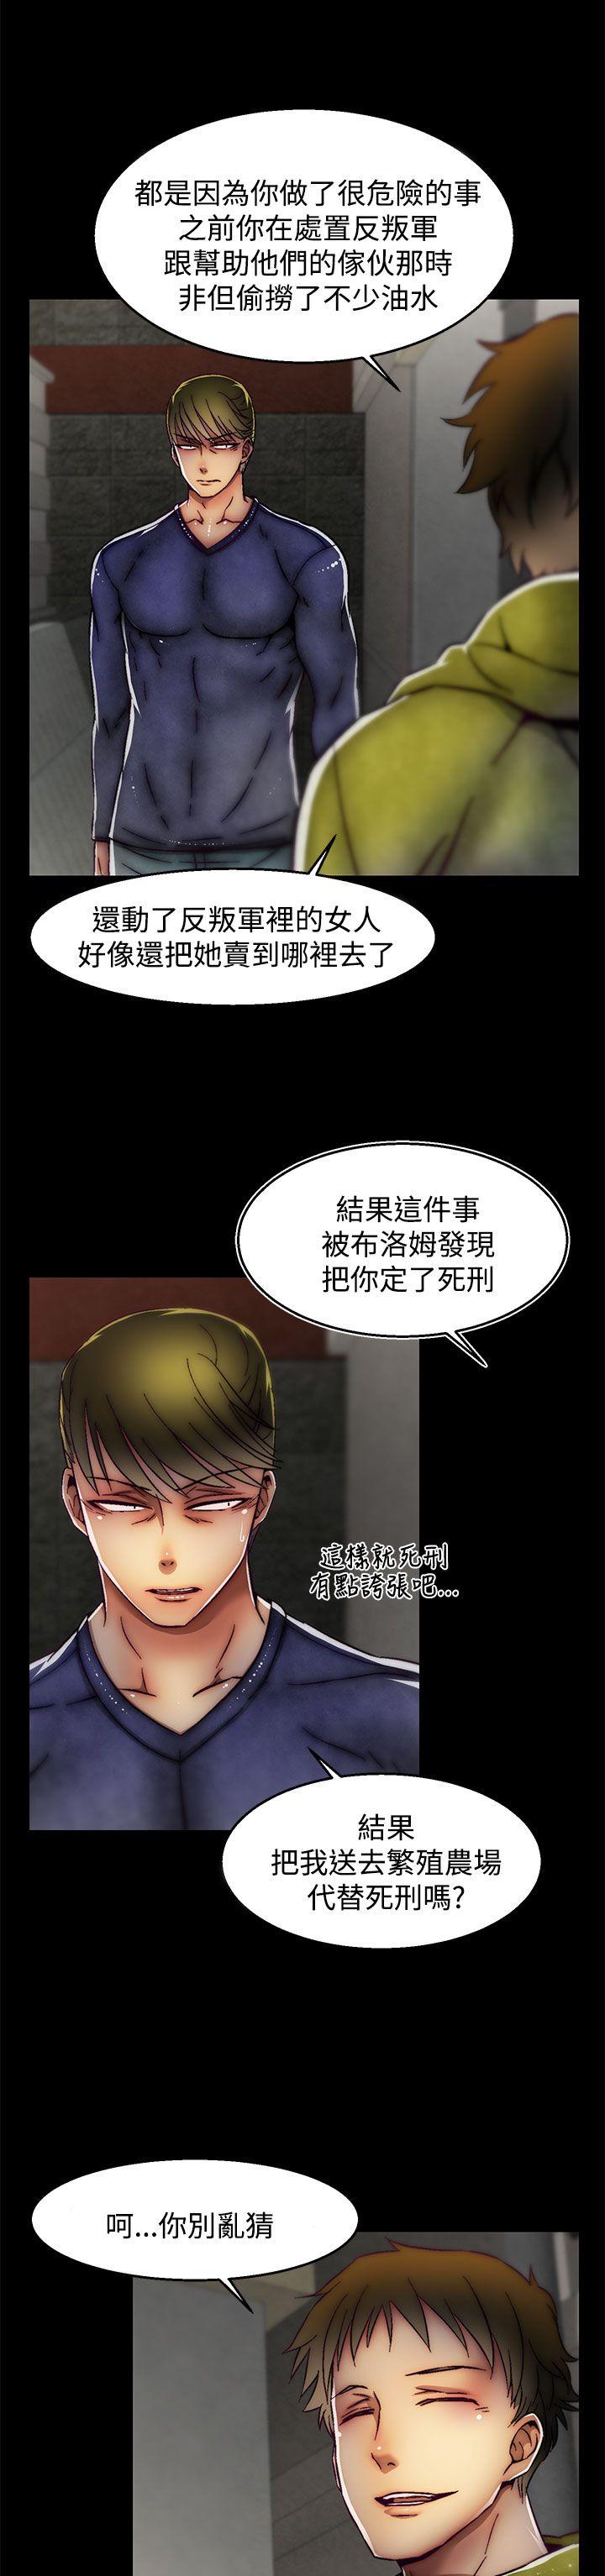 都是因為你做了很危險的事
之前你在處置反叛軍
跟幫助他們的傢伙那時
非但偷撈了不少油水
還動了反叛軍裡的女人
好像還把她賣到哪裡去了
結果這件事
被布洛姆發現
把你定了死刑
這樣就死刑
有點誇張吧...
結果
把我送去繁殖農場
代替死刑嗎?
呵...你別亂猜